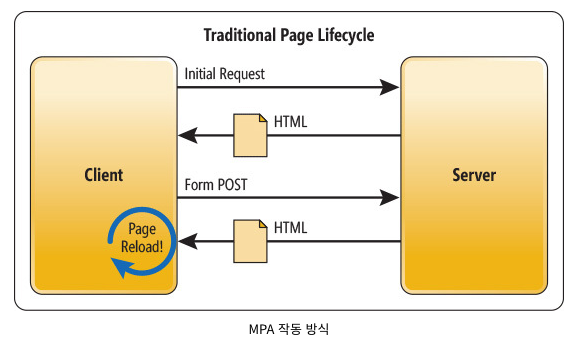 Traditional Page Lifecycle
Initial Request
HTML
Client
Server
Form POST
HTML
Page
Reload!
MPA 작동 방식